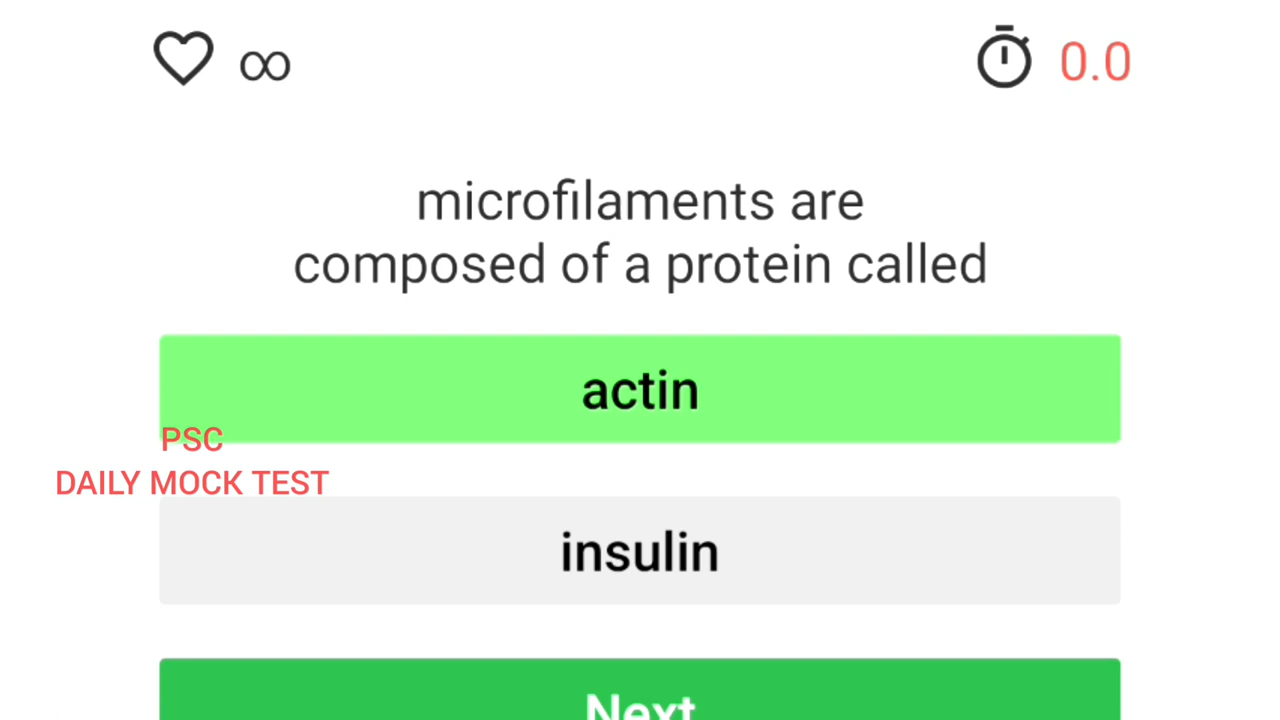 ∞ 0.0
microfilaments are
composed of a protein called
actin
PSC
DAILY MOCK TEST
insulin
Next